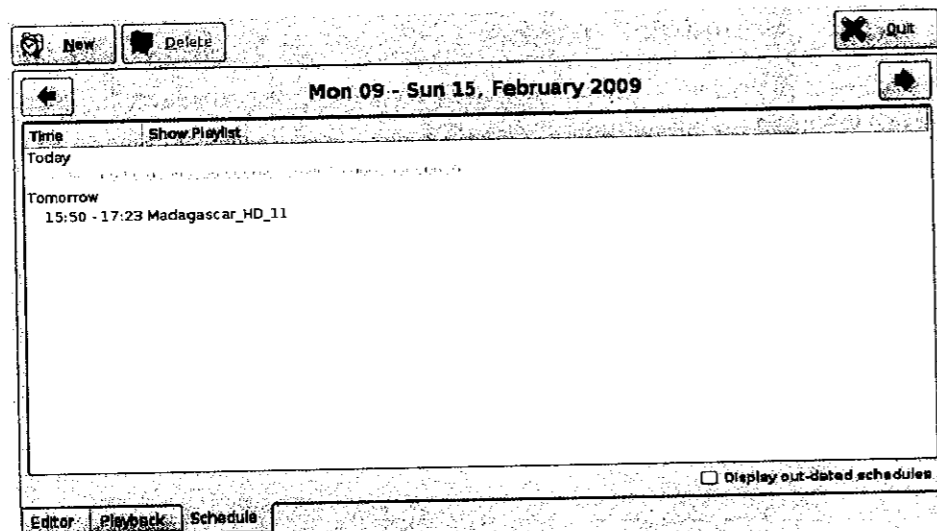 New Delete Quit
Mon 09 - Sun 15, February 2009
Time Show Playlist
Today
Tomorrow
15:50 - 17:23 Madagascar_HD_11
Display out-dated schedules
Editor Playback Schedule